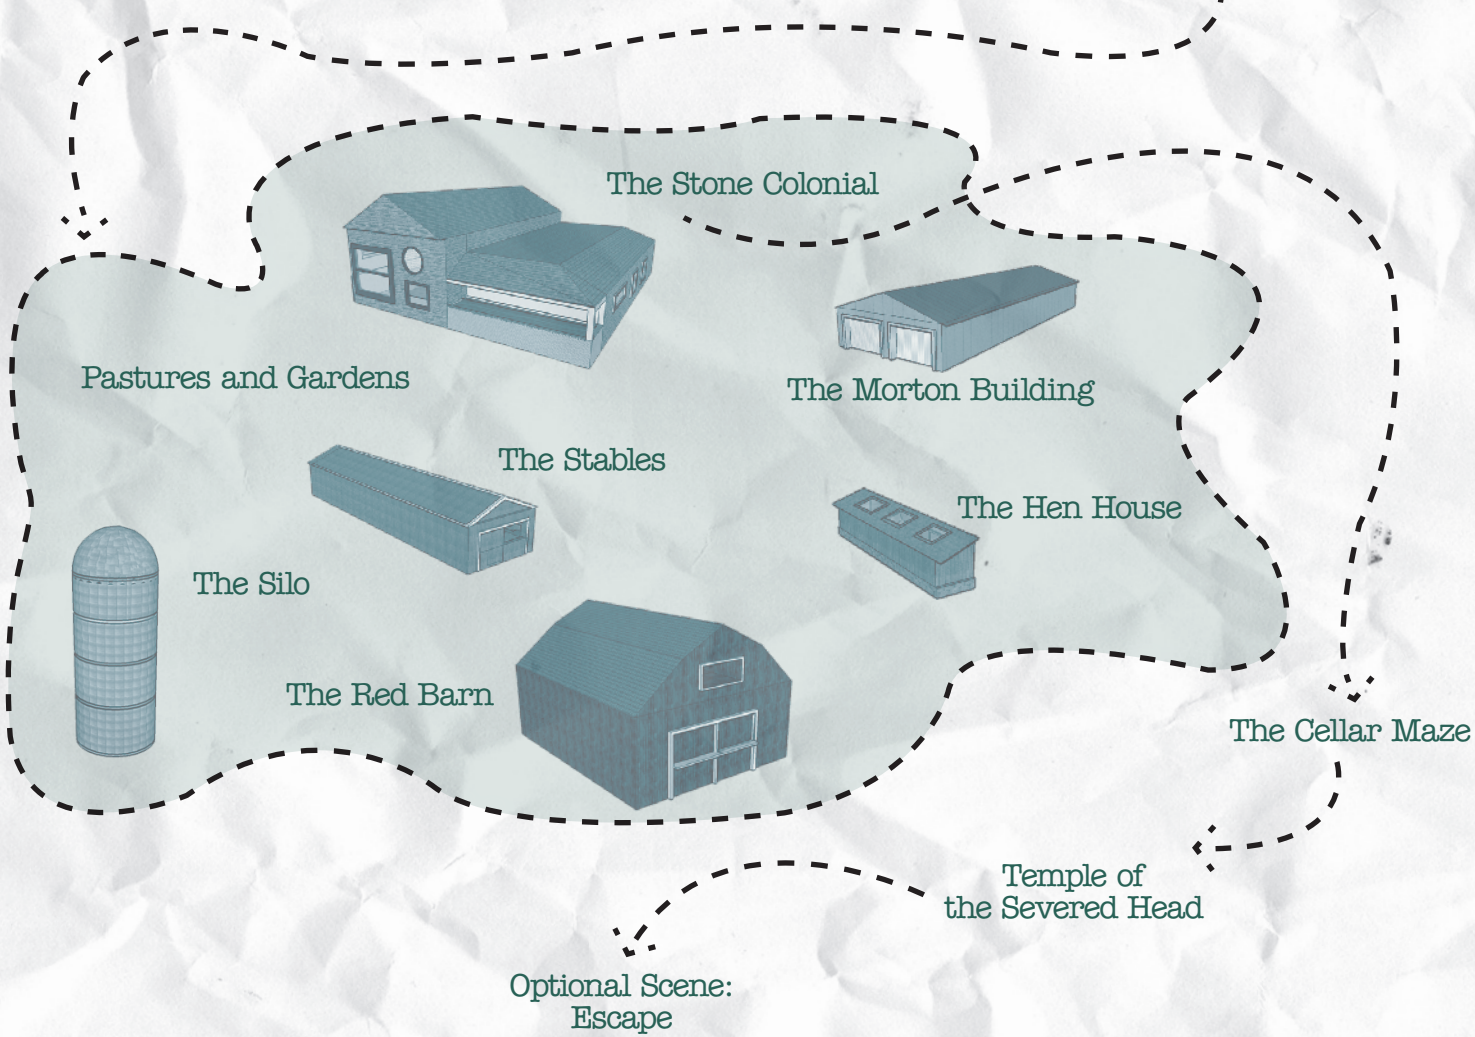 The Stone Colonial
Pastures and Gardens
The Morton Building
The Stables
The Hen House
The Silo
The Red Barn
The Cellar Maze
Temple of
the Severed Head
Optional Scene:
Escape